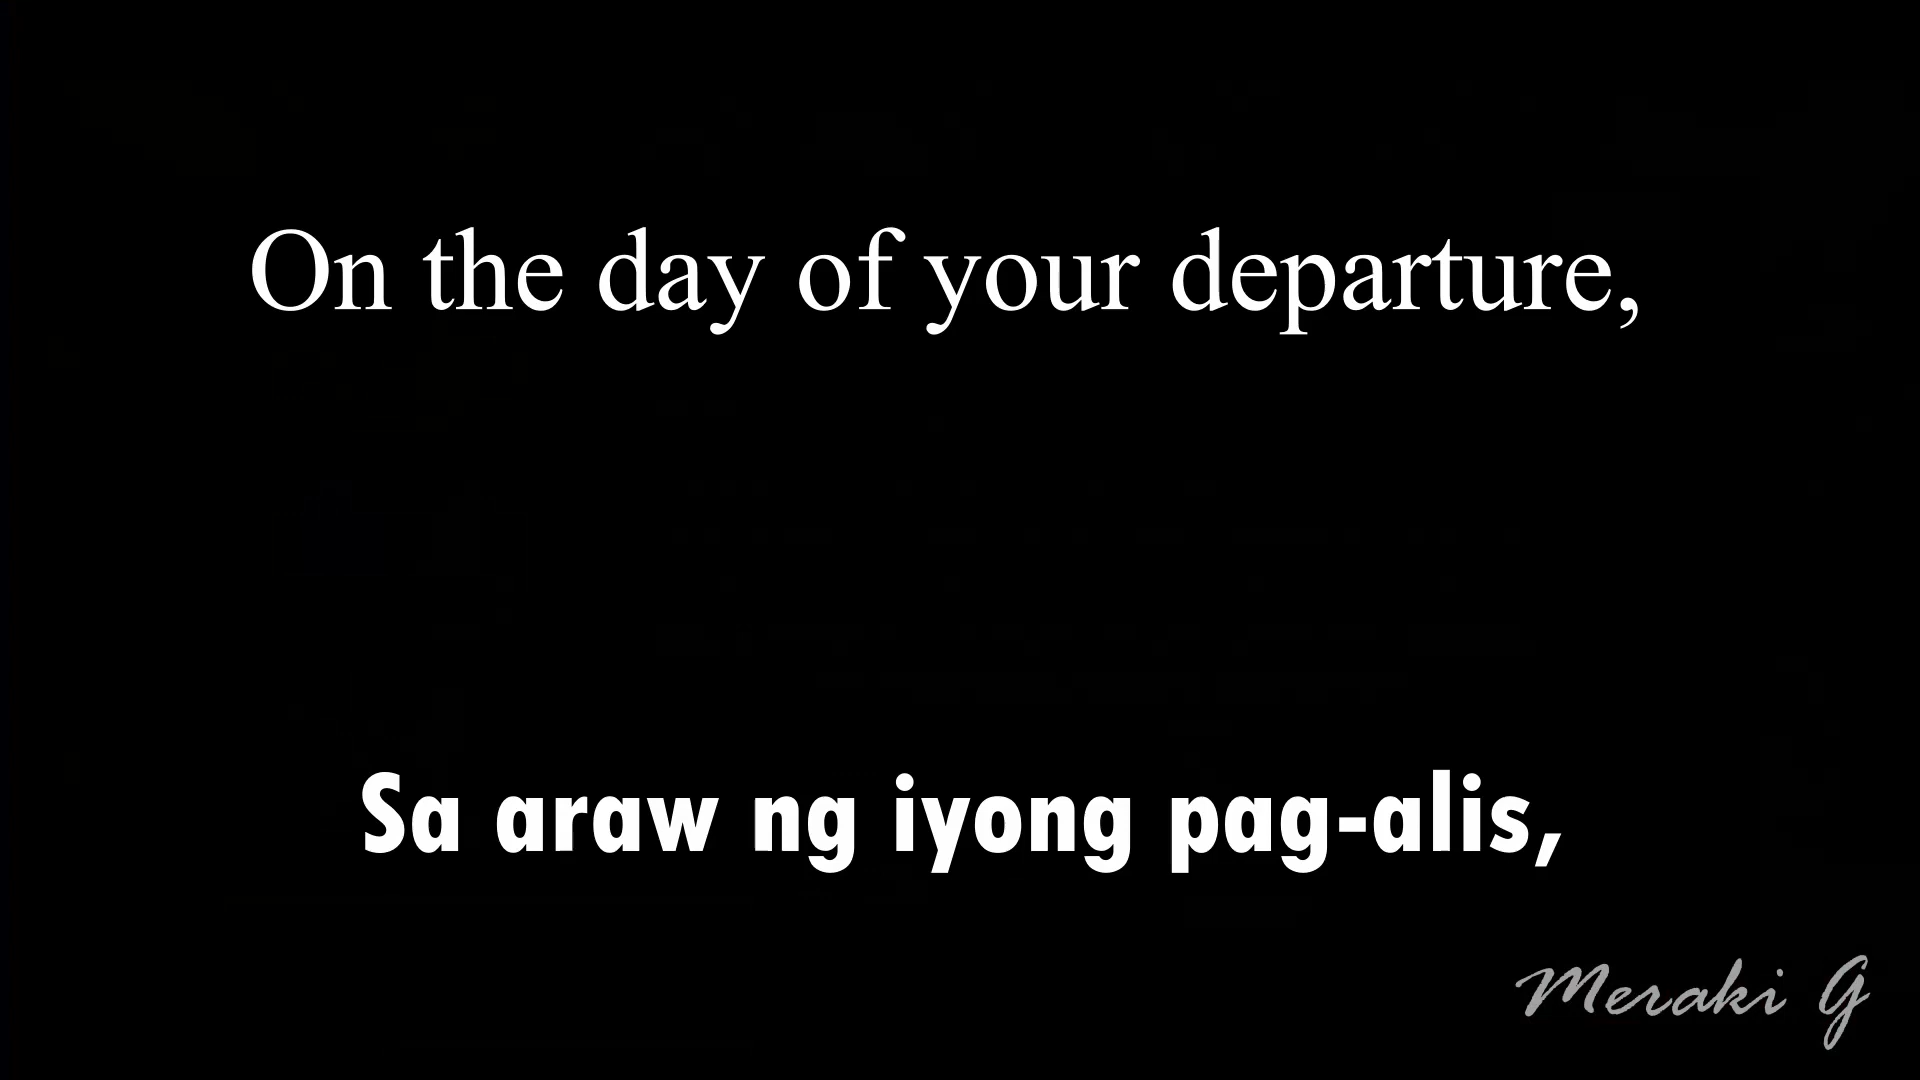 On the day of your departure,
Sa araw ng iyong pag-alis,
Meraki G